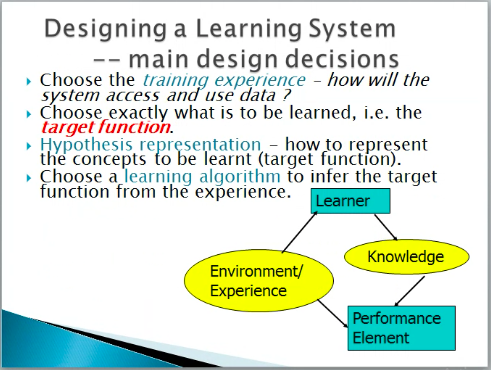 Designing a Learning System
-- main design decisions
Choose the training experience – how will the
system access and use data ?
Choose exactly what is to be learned, i.e. the
target function.
Hypothesis representation – how to represent
the concepts to be learnt (target function).
Choose a learning algorithm to infer the target
function from the experience.
Learner
Knowledge
Environment/
Experience
Performance
Element